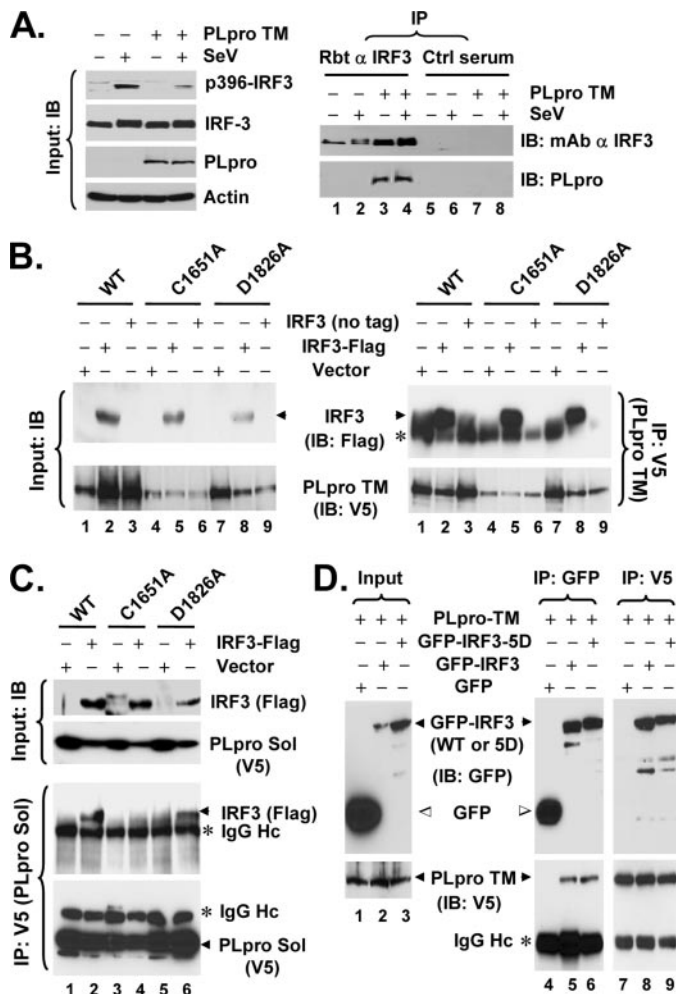 A.
IP
− − + + PLpro TM
− + − + SeV
Rbt α IRF3 Ctrl serum
p396-IRF3
− − + + − − + + PLpro TM
− + − + − + − + SeV
IRF-3
IB: mAb α IRF3
PLpro
IB: PLpro
Actin
1 2 3 4 5 6 7 8
Input: IB
B.
WT C1651A D1826A
WT C1651A D1826A
− − + − − + − − + IRF3 (no tag) − − + − − + − − +
− + − − + − − + − IRF3-Flag − + − − + − − + −
+ − − + − − + − − Vector + − − + − − + − −
IRF3
(IB: Flag) *
PLpro TM
(IB: V5)
1 2 3 4 5 6 7 8 9
1 2 3 4 5 6 7 8 9
Input: IB
IP: V5
(PLpro TM)
C.
WT C1651A D1826A
− + − + − + IRF3-Flag
+ − + − + − Vector
IRF3 (Flag)
PLpro Sol
(V5)
Input: IB
IRF3 (Flag)
* IgG Hc
* IgG Hc
PLpro Sol
(V5)
IP: V5 (PLpro Sol)
1 2 3 4 5 6
D.
Input IP: GFP IP: V5
+ + + PLpro-TM + + + + + +
− − + GFP-IRF3-5D − − + − − +
− + − GFP-IRF3 − + − − + −
+ − − GFP + − − + − −
GFP-IRF3
(WT or 5D)
(IB: GFP)
GFP
PLpro TM
(IB: V5)
1 2 3
IgG Hc *
4 5 6 7 8 9